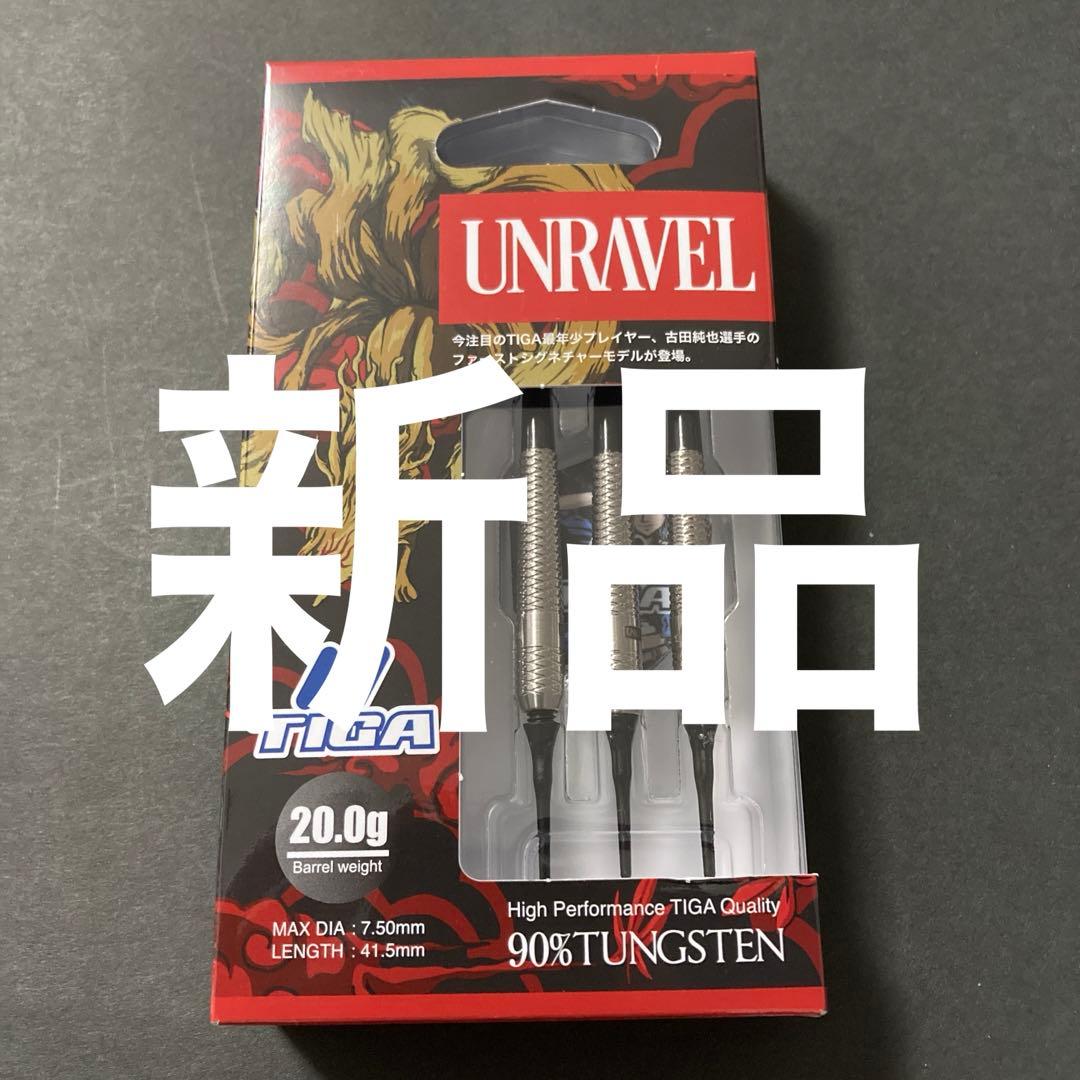 UNRAVEL
今注目のTIGA最年少プレイヤー、古田純也選手の
ファーストシグネチャーモデルが登場。
新品
TIGA
20.0g
Barrel weight
MAX DIA : 7.50mm
LENGTH : 41.5mm
High Performance TIGA Quality
90%TUNGSTEN